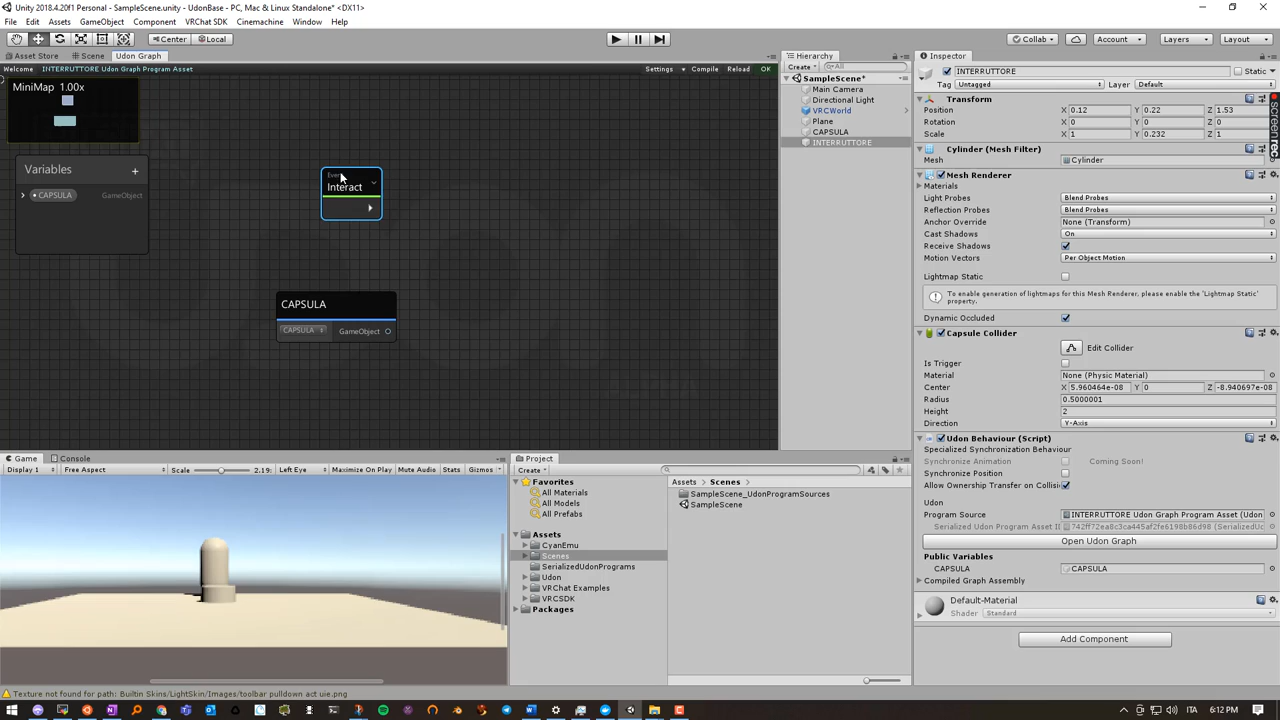 Unity 2018.4.20f1 Personal - SampleScene.unity - UdonBase - PC, Mac & Linux Standalone* <DX11>
File Edit Assets GameObject Component VRChat SDK Cinemachine Window Help
Center Local Collab Account Layers Layout
Asset Store Scene Udon Graph
Welcome INTERRUTTORE Udon Graph Program Asset Settings Compile Reload OK
MiniMap 1.00x
Variables +
CAPSULA GameObject
Interact
CAPSULA
CAPSULA GameObject
Hierarchy
Create All
SampleScene*
Main Camera
Directional Light
VRCWorld
Plane
CAPSULA
INTERRUTTORE
Inspector
INTERRUTTORE Static
Tag Untagged Layer Default
Transform
Position X 0.12 Y 0.22 Z 1.53
Rotation X 0 Y 0 Z 0
Scale X 1 Y 0.232 Z 1
Cylinder (Mesh Filter)
Mesh Cylinder
Mesh Renderer
Materials
Light Probes Blend Probes
Reflection Probes Blend Probes
Anchor Override None (Transform)
Cast Shadows On
Receive Shadows
Motion Vectors Per Object Motion
Lightmap Static
To enable generation of lightmaps for this Mesh Renderer, please enable the 'Lightmap Static' property.
Dynamic Occluded
Capsule Collider
Edit Collider
Is Trigger
Material None (Physic Material)
Center X 5.960464e-08 Y 0 Z -8.940697e-08
Radius 0.5000001
Height 2
Direction Y-Axis
Udon Behaviour (Script)
Specialized Synchronization Behaviour
Synchronize Animation Coming Soon!
Synchronize Position
Allow Ownership Transfer on Collisi
Udon
Program Source INTERRUTTORE Udon Graph Program Asset (Udon
Serialized Udon Program Asset I
Open Udon Graph
Public Variables
CAPSULA CAPSULA
Compiled Graph Assembly
Default-Material
Shader Standard
Add Component
Game Console
Display 1 Free Aspect Scale 2.19 Left Eye Maximize On Play Mute Audio Stats Gizmos
Project
Create
Favorites
All Materials
All Models
All Prefabs
Assets
CyanEmu
Scenes
SerializedUdonPrograms
Udon
VRChat Examples
VRCSDK
Packages
Assets Scenes
SampleScene_UdonProgramSources
SampleScene
Texture not found for path: Builtin Skins/LightSkin/Images/toolbar pulldown act uie.png
ITA 6:12 PM